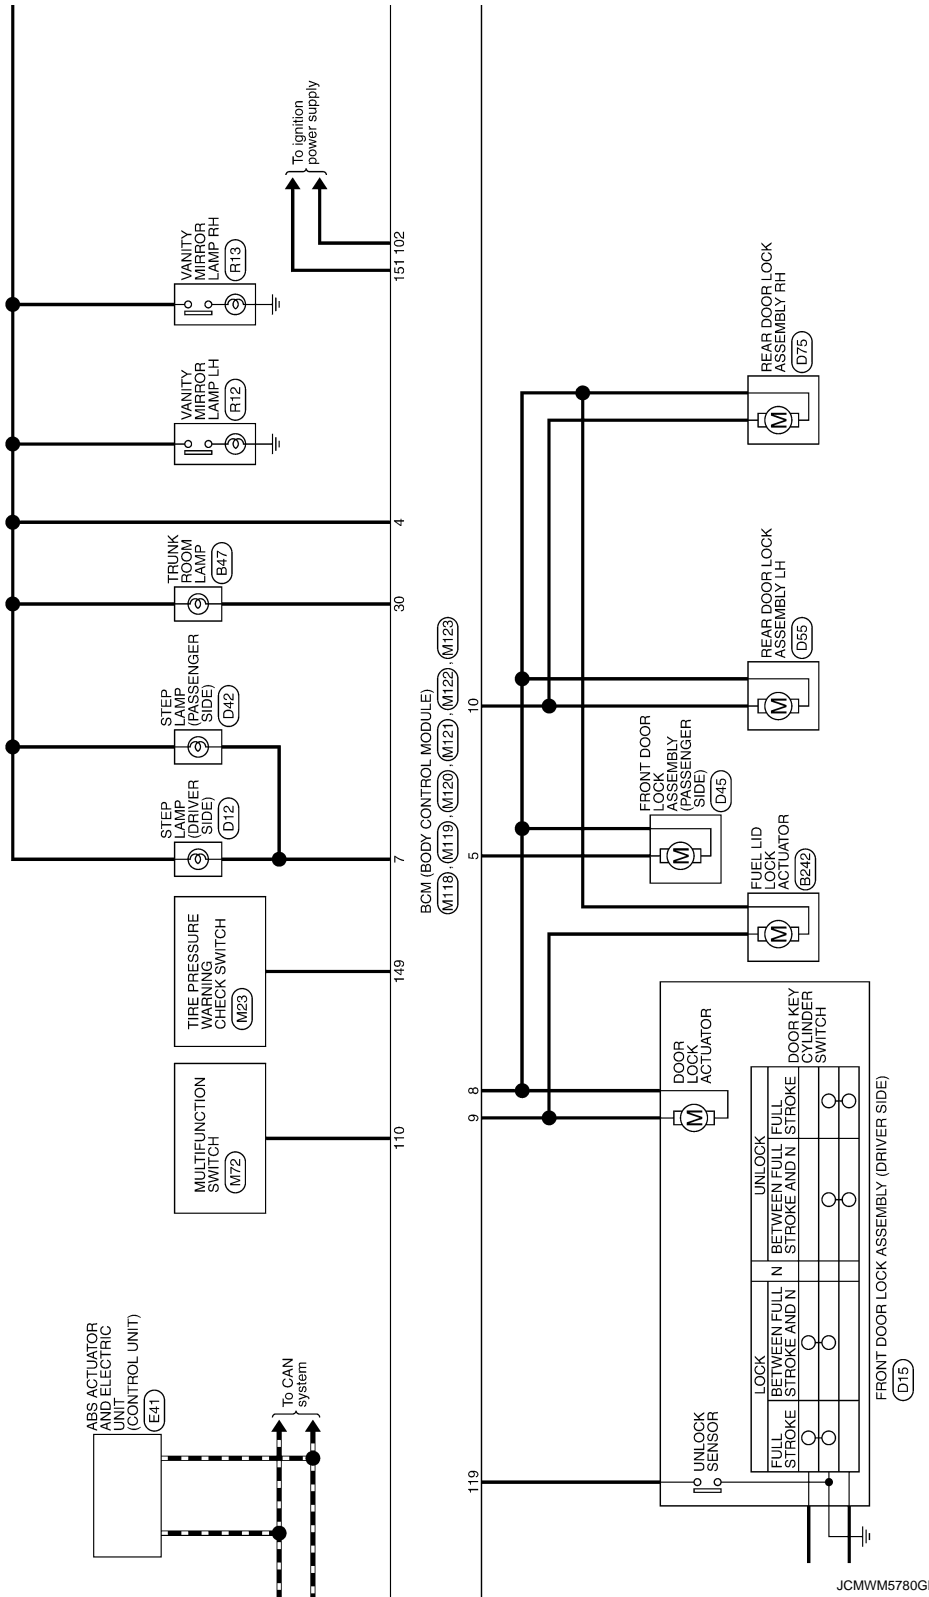 ABS ACTUATOR
AND ELECTRIC
UNIT
(CONTROL UNIT)
E41
To CAN
system
MULTIFUNCTION
SWITCH
M72
110
TIRE PRESSURE
WARNING
CHECK SWITCH
M23
149
STEP
LAMP
(DRIVER
SIDE)
D12
7
STEP
LAMP
(PASSENGER
SIDE)
D42
TRUNK
ROOM
LAMP
B47
30
4
VANITY
MIRROR
LAMP LH
R12
VANITY
MIRROR
LAMP RH
R13
151 102
To ignition
power supply
BCM (BODY CONTROL MODULE)
M118 , M119 , M120 , M121 , M122 , M123
119
9
8
5
10
UNLOCK
SENSOR
DOOR
LOCK
ACTUATOR
LOCK
N
UNLOCK
FULL
STROKE
BETWEEN FULL
STROKE AND N
BETWEEN FULL
STROKE AND N
FULL
STROKE
DOOR KEY
CYLINDER
SWITCH
FRONT DOOR LOCK ASSEMBLY (DRIVER SIDE)
D15
FUEL LID
LOCK
ACTUATOR
B242
FRONT DOOR
LOCK
ASSEMBLY
(PASSENGER
SIDE)
D45
REAR DOOR LOCK
ASSEMBLY LH
D55
REAR DOOR LOCK
ASSEMBLY RH
D75
M
M
M
M
M